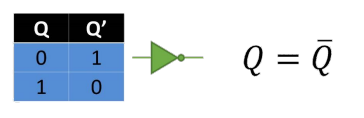 Q Q’
0 1
1 0
Q = Q̅